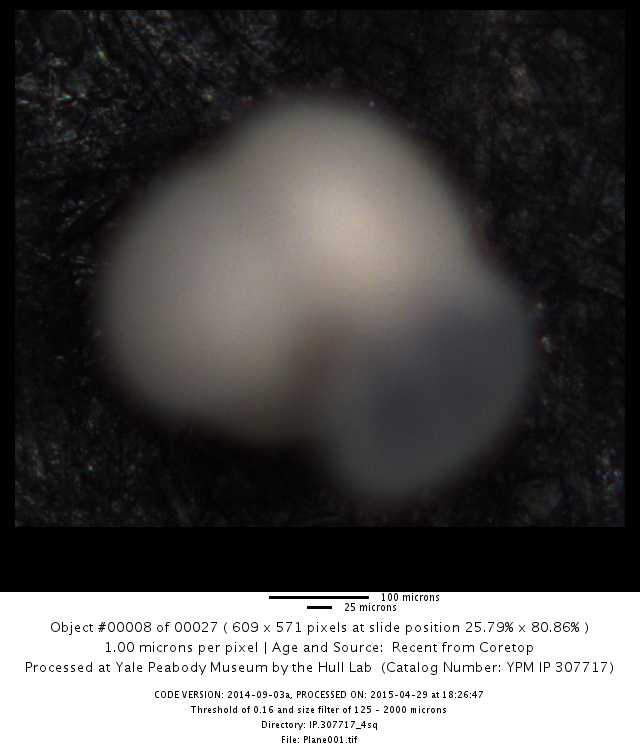 100 microns
25 microns
Object #00008 of 00027 ( 609 x 571 pixels at slide position 25.79% x 80.86% )
1.00 microns per pixel | Age and Source:  Recent from Coretop
Processed at Yale Peabody Museum by the Hull Lab  (Catalog Number: YPM IP 307717)
CODE VERSION: 2014-09-03a, PROCESSED ON: 2015-04-29 at 18:26:47
Threshold of 0.16 and size filter of 125 - 2000 microns
Directory: IP.307717_4sq
File: Plane001.tif